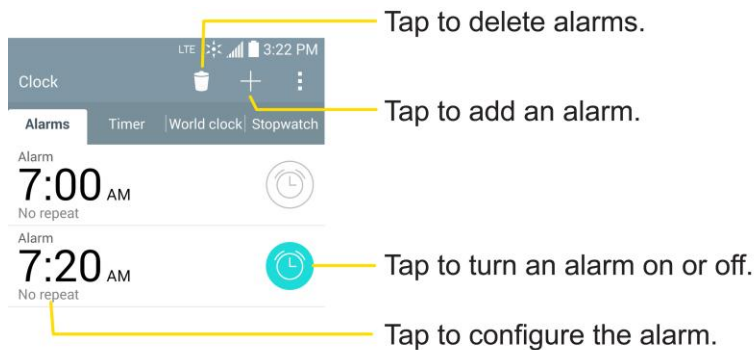 Tap to delete alarms.
LTE 3:22 PM
Clock
Tap to add an alarm.
Alarms Timer World clock Stopwatch
Alarm
7:00 AM
No repeat
Alarm
7:20 AM
Tap to turn an alarm on or off.
No repeat
Tap to configure the alarm.